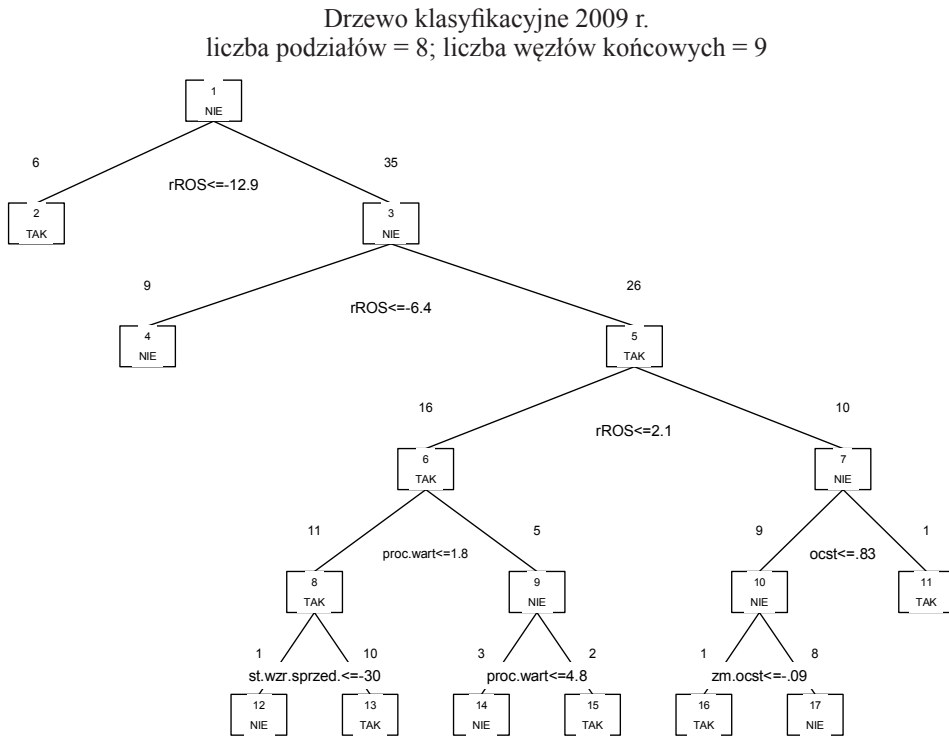 Drzewo klasyfikacyjne 2009 r.
liczba podziałów = 8; liczba węzłów końcowych = 9
1
NIE
6
35
rROS<=-12.9
2
TAK
3
NIE
9
26
rROS<=-6.4
4
NIE
5
TAK
16
10
rROS<=2.1
6
TAK
7
NIE
11
5
9
1
proc.wart<=1.8
ocst<=.83
8
TAK
9
NIE
10
NIE
11
TAK
1
10
3
2
1
8
st.wzr.sprzed.<=-30
proc.wart<=4.8
zm.ocst<=-.09
12
NIE
13
TAK
14
NIE
15
TAK
16
TAK
17
NIE